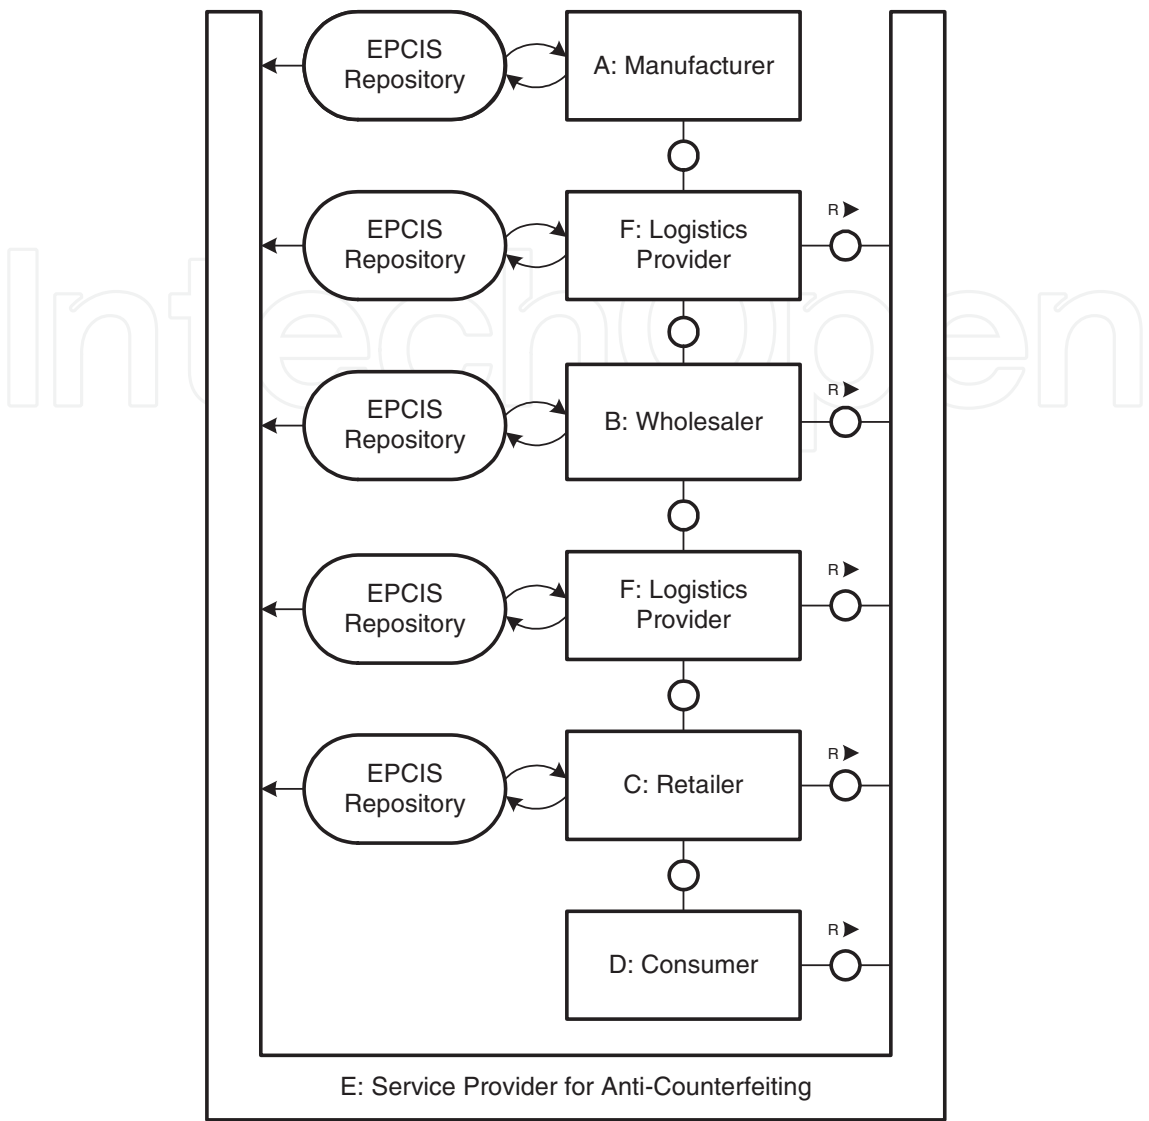 EPCIS
Repository
A: Manufacturer
EPCIS
Repository
F: Logistics
Provider
R
EPCIS
Repository
B: Wholesaler
R
EPCIS
Repository
F: Logistics
Provider
R
EPCIS
Repository
C: Retailer
R
D: Consumer
R
E: Service Provider for Anti-Counterfeiting
IntechOpen